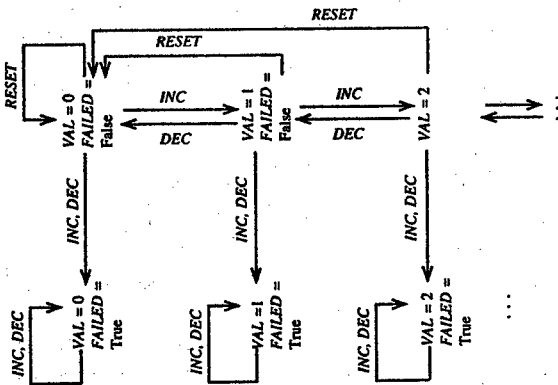 RESET
RESET
RESET
VAL = 0
FAILED =
False
INC
DEC
VAL = 1
FAILED =
False
INC
DEC
VAL = 2
...
INC, DEC
INC, DEC
INC, DEC
INC, DEC
VAL = 0
FAILED =
True
INC, DEC
VAL =1
FAILED =
True
INC, DEC
VAL = 2
FAILED =
True
...